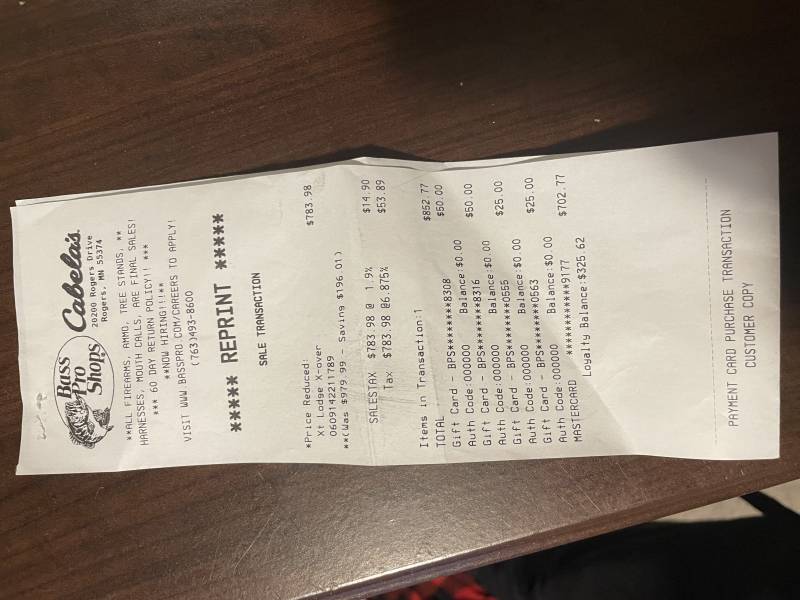 Bass Pro Shops Cabela's
20200 Rogers Drive
Rogers, MN 55374
**ALL FIREARMS, AMMO, TREE STANDS, **
HARNESSES, MOUTH CALLS, ARE FINAL SALES!
*** 60 DAY RETURN POLICY!! ***
**NOW HIRING!!!**
VISIT WWW.BASSPRO.COM/CAREERS TO APPLY!
(763)493-8600
***** REPRINT *****
SALE TRANSACTION
*Price Reduced:
Xt Lodge X-over $783.98
0609142211789
**(Was $979.99 - Saving $196.01)
SALESTAX $783.98 @ 1.9% $14.90
Tax $783.98 @6.875% $53.89
Items in Transaction:1
TOTAL $852.77
Gift Card - BPS********8308 $50.00
Auth Code:000000 Balance:$0.00
Gift Card - BPS********8316 $50.00
Auth Code:000000 Balance:$0.00
Gift Card - BPS********0555 $25.00
Auth Code:000000 Balance:$0.00
Gift Card - BPS********0563 $25.00
Auth Code:000000 Balance:$0.00
MASTERCARD ************9177 $702.77
Loyalty Balance:$325.62
PAYMENT CARD PURCHASE TRANSACTION
CUSTOMER COPY